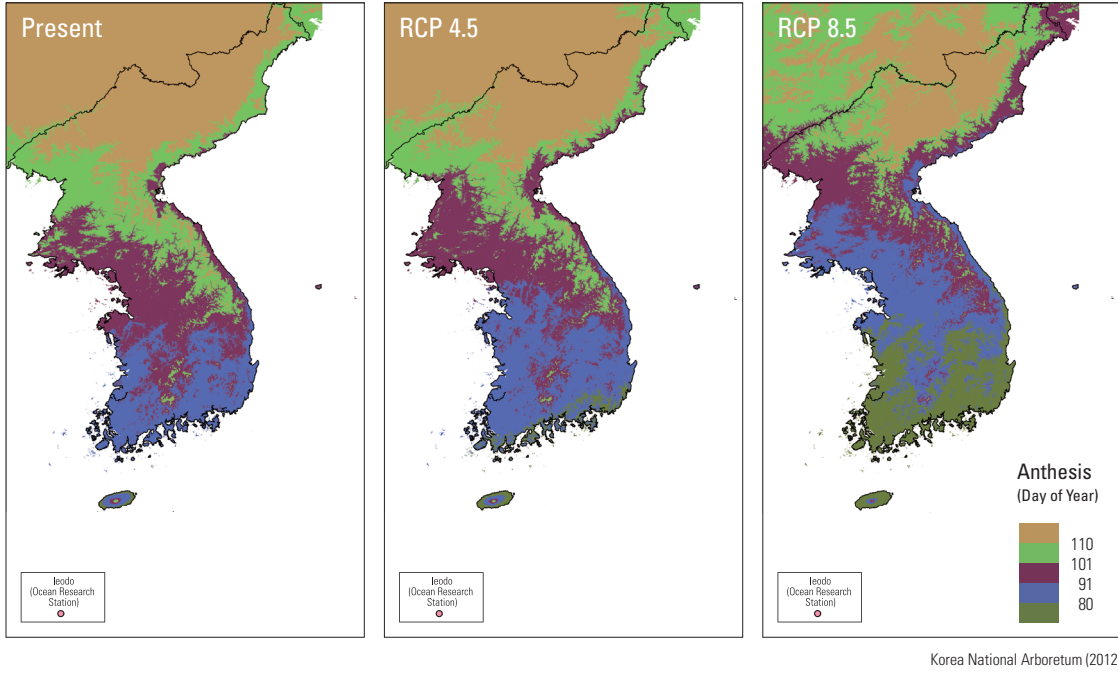 Present
RCP 4.5
RCP 8.5
Ieodo
(Ocean Research
Station)
Ieodo
(Ocean Research
Station)
Ieodo
(Ocean Research
Station)
Anthesis
(Day of Year)
110
101
91
80
Korea National Arboretum (2012